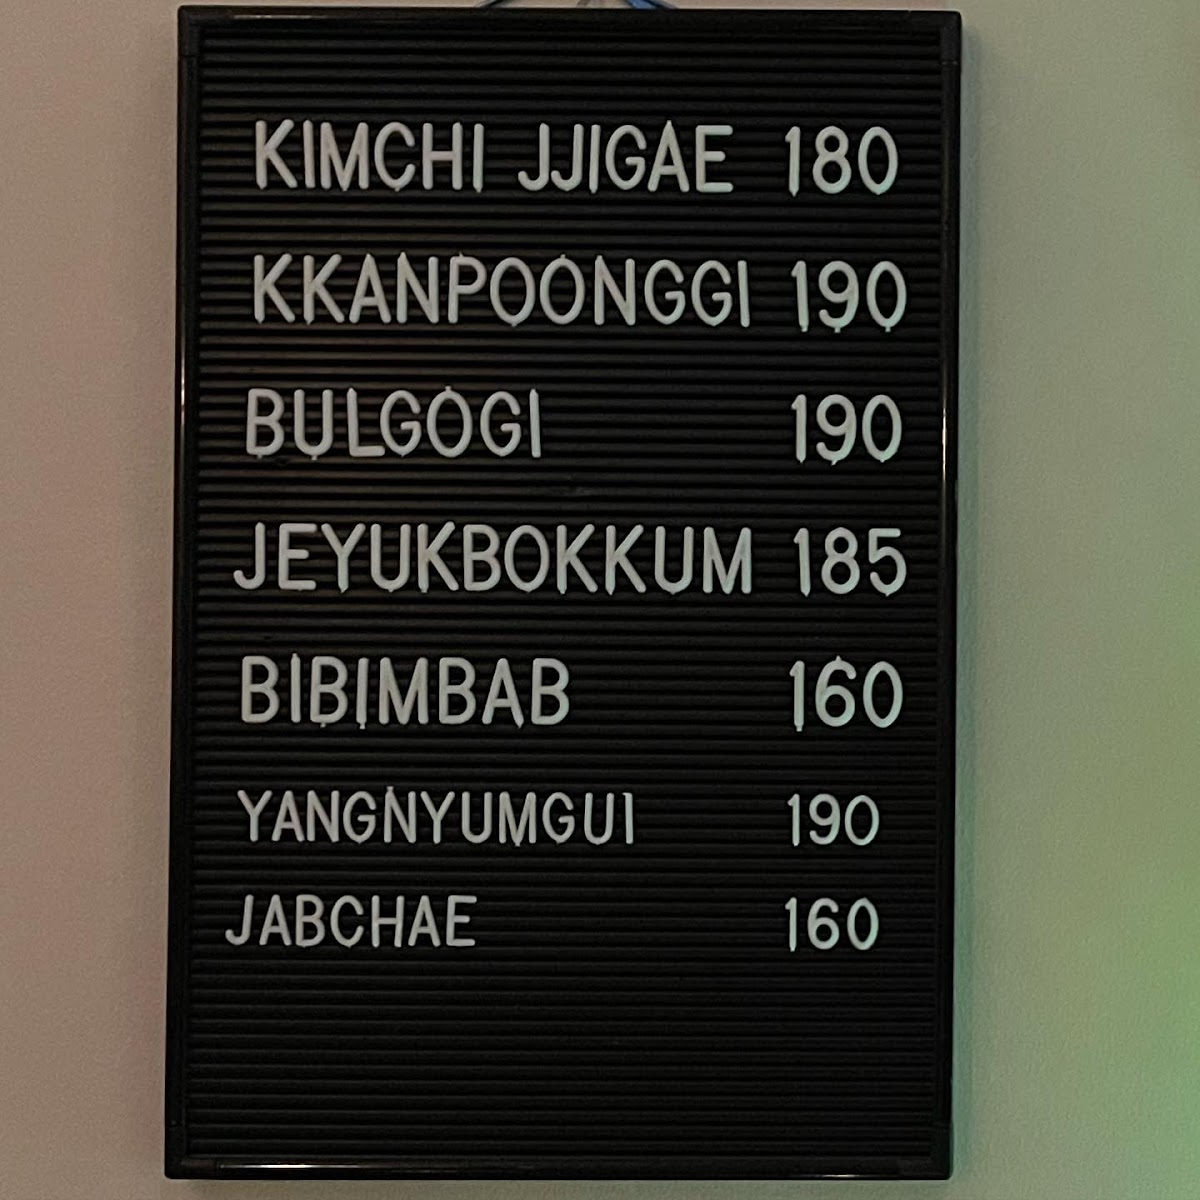 KIMCHI JJIGAE 180
KKANPOONGGI 190
BULGOGI 190
JEYUKBOKKUM 185
BIBIMBAB 160
YANGNYUMGUI 190
JABCHAE 160